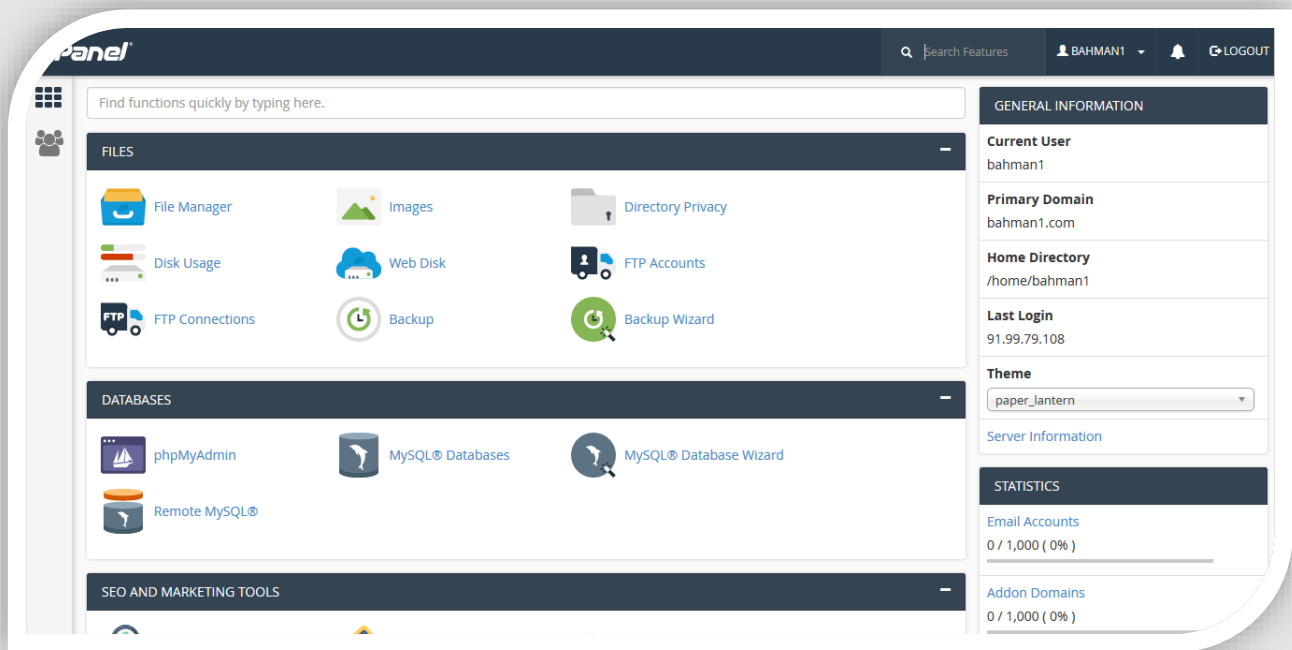 Panel
Search Features
BAHMAN1
LOGOUT
Find functions quickly by typing here.
FILES
File Manager
Images
Directory Privacy
Disk Usage
Web Disk
FTP Accounts
FTP
FTP Connections
Backup
Backup Wizard
DATABASES
phpMyAdmin
MySQL® Databases
MySQL® Database Wizard
Remote MySQL®
SEO AND MARKETING TOOLS
GENERAL INFORMATION
Current User
bahman1
Primary Domain
bahman1.com
Home Directory
/home/bahman1
Last Login
91.99.79.108
Theme
paper_lantern
Server Information
STATISTICS
Email Accounts
0 / 1,000 ( 0% )
Addon Domains
0 / 1,000 ( 0% )